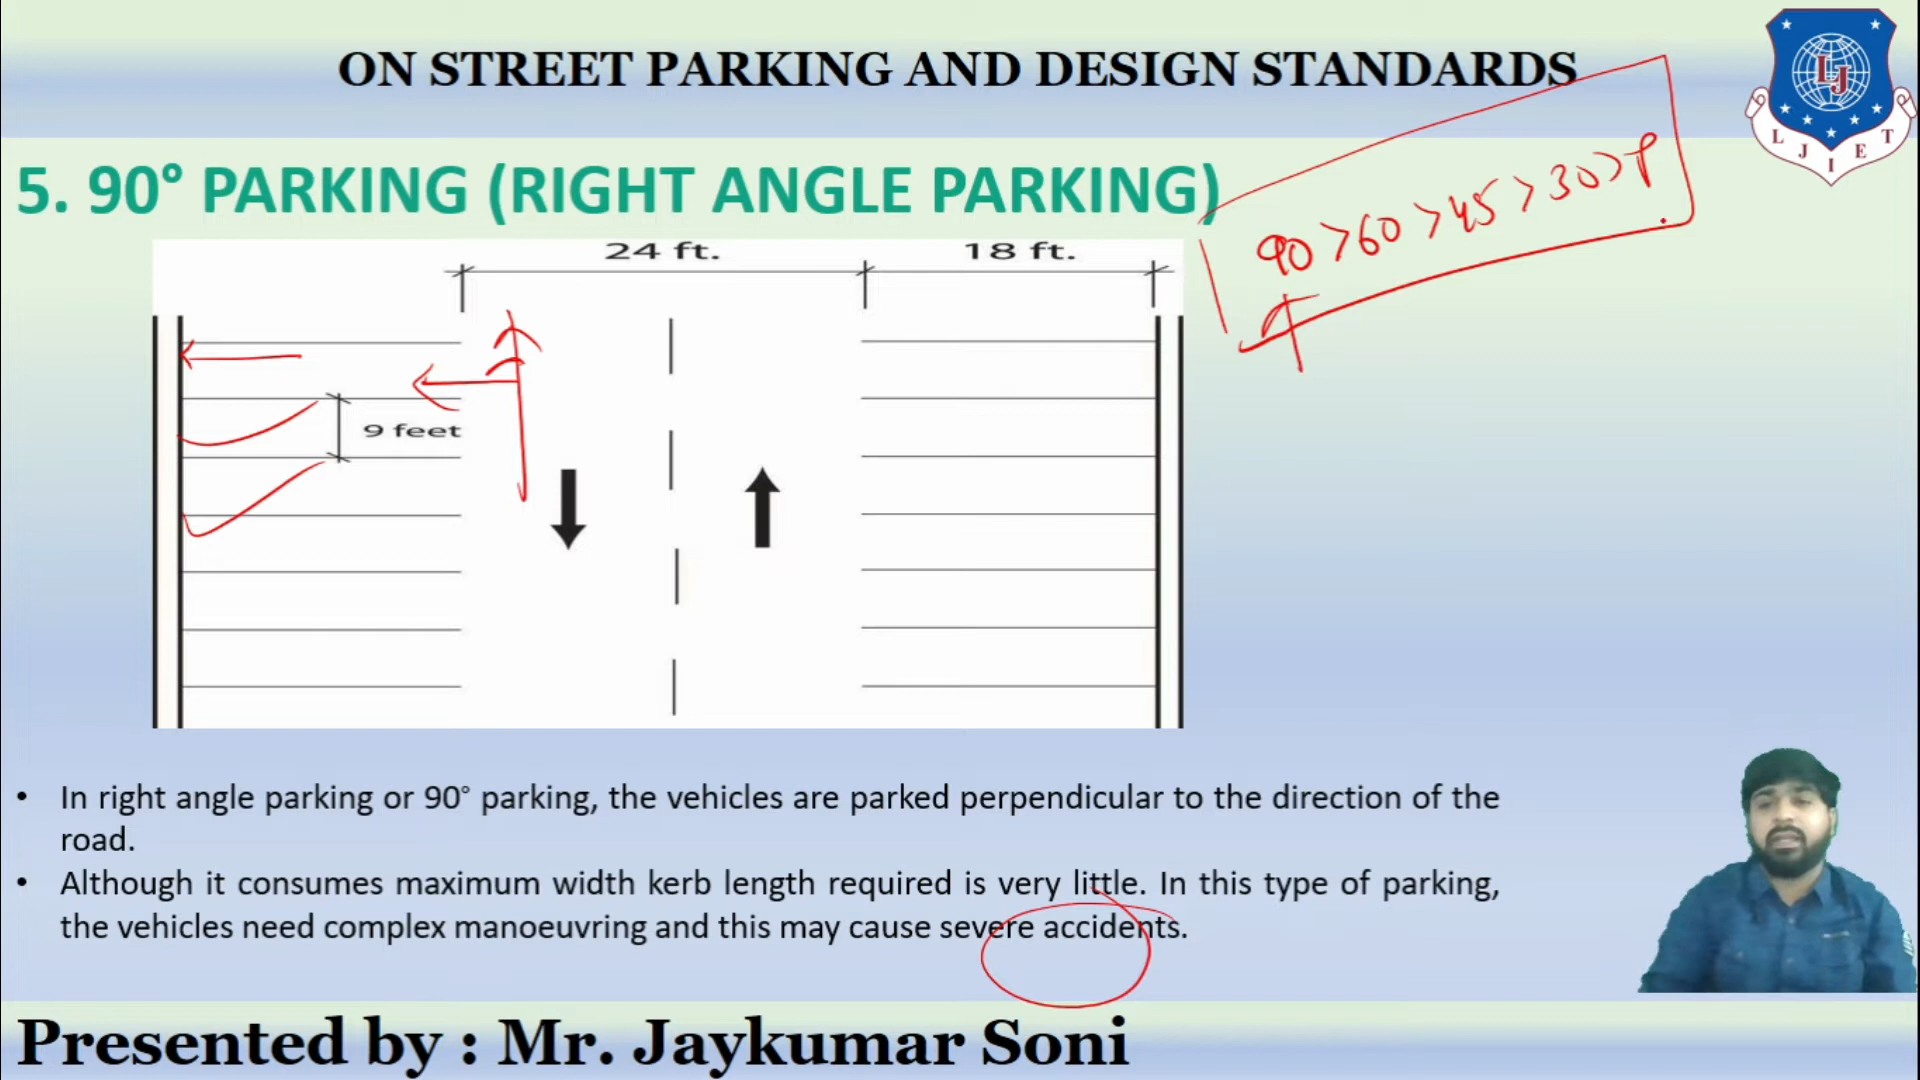 ON STREET PARKING AND DESIGN STANDARDS
LJ
L J I E T
5. 90° PARKING (RIGHT ANGLE PARKING)
90 > 60 > 45 > 30 > P
24 ft.
18 ft.
9 feet
• In right angle parking or 90° parking, the vehicles are parked perpendicular to the direction of the
road.
• Although it consumes maximum width kerb length required is very little. In this type of parking,
the vehicles need complex manoeuvring and this may cause severe accidents.
Presented by : Mr. Jaykumar Soni